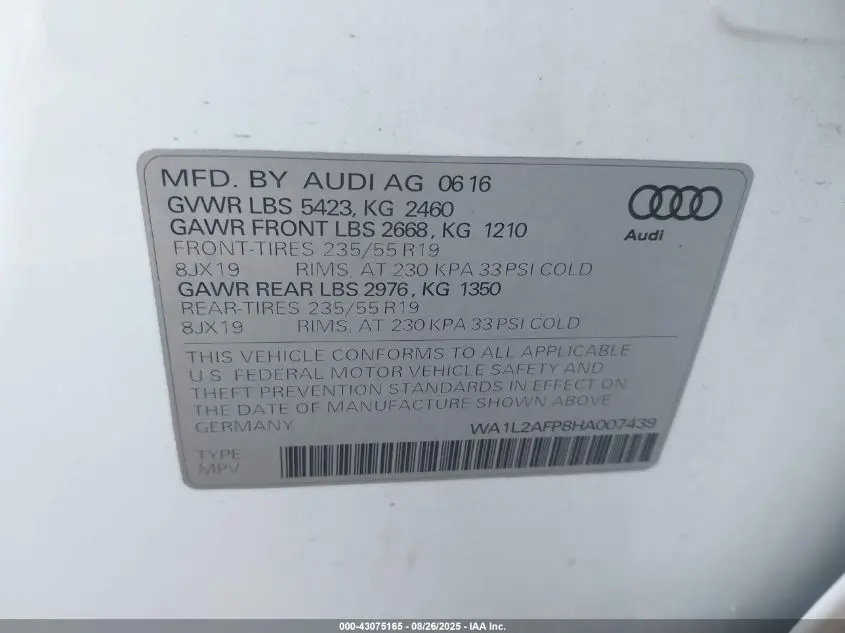 MFD. BY AUDI AG 06 16
GVWR LBS 5423, KG 2460
GAWR FRONT LBS 2668, KG 1210
FRONT-TIRES 235/55 R19
8JX19 RIMS, AT 230 KPA 33 PSI COLD
GAWR REAR LBS 2976, KG 1350
REAR-TIRES 235/55 R19
8JX19 RIMS, AT 230 KPA 33 PSI COLD
Audi
THIS VEHICLE CONFORMS TO ALL APPLICABLE
U.S. FEDERAL MOTOR VEHICLE SAFETY AND
THEFT PREVENTION STANDARDS IN EFFECT ON
THE DATE OF MANUFACTURE SHOWN ABOVE
GERMANY WA1L2AFP8HA007439
TYPE
MPV
000-43075165 - 08/26/2025 - IAA Inc.